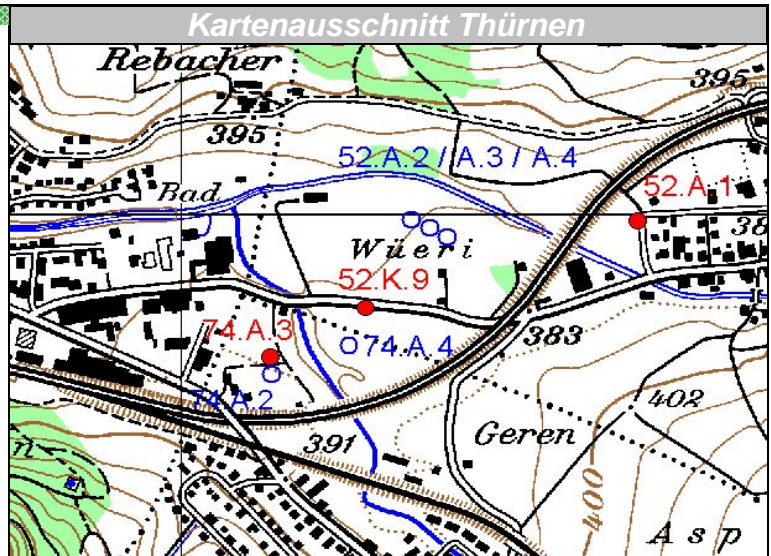 Kartenausschnitt Thürnen
Rebacher
395
395
52.A.2 / A.3 / A.4
52.A.1
Bad
Wüeri
52.K.9
74.A.3
74.A.4
383
74.A.2
402
391
Geren
400
Asp